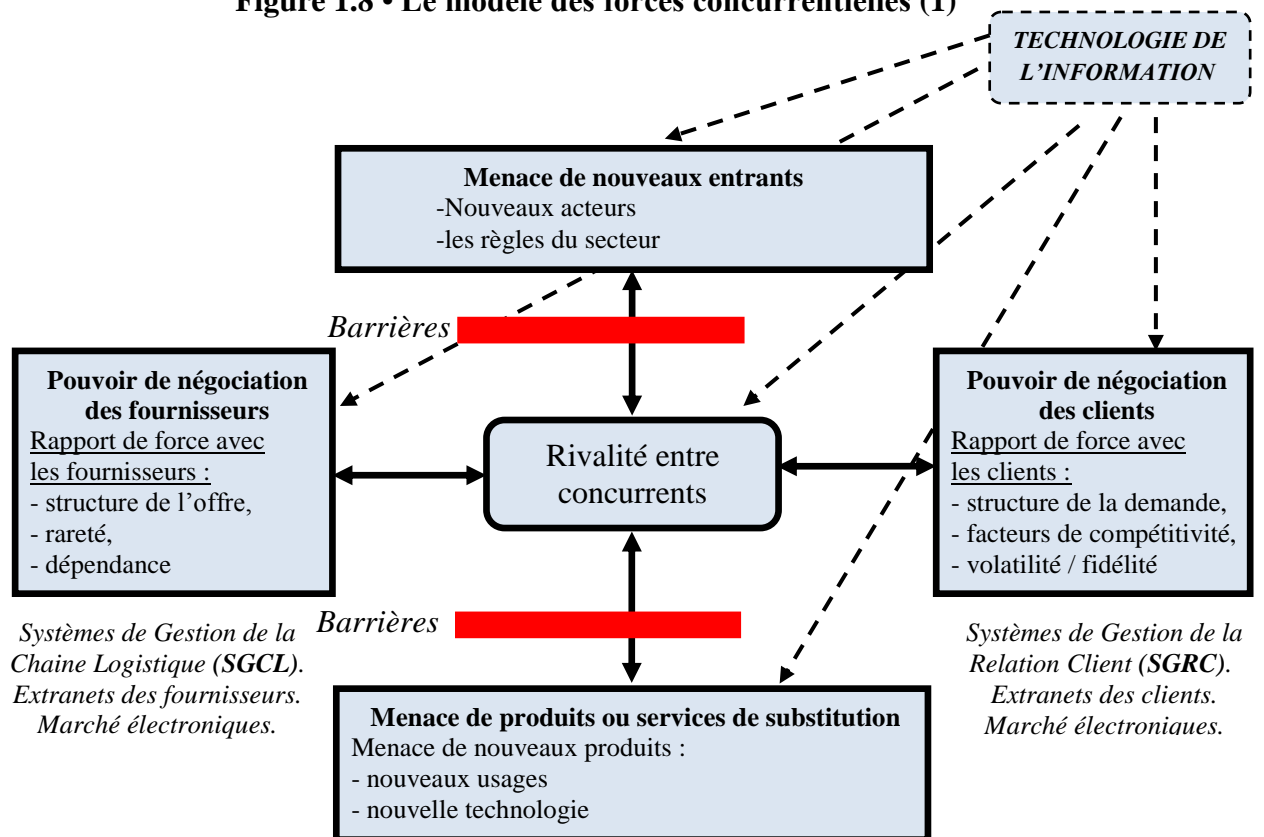 Figure 1.8 • Le modèle des forces concurrentielles (1)
TECHNOLOGIE DE
L'INFORMATION
Menace de nouveaux entrants
-Nouveaux acteurs
-les règles du secteur
Barrières
Pouvoir de négociation
des fournisseurs
Rapport de force avec
les fournisseurs :
- structure de l'offre,
- rareté,
- dépendance
Rivalité entre
concurrents
Pouvoir de négociation
des clients
Rapport de force avec
les clients :
- structure de la demande,
- facteurs de compétitivité,
- volatilité / fidélité
Systèmes de Gestion de la
Chaine Logistique (SGCL).
Extranets des fournisseurs.
Marché électroniques.
Barrières
Systèmes de Gestion de la
Relation Client (SGRC).
Extranets des clients.
Marché électroniques.
Menace de produits ou services de substitution
Menace de nouveaux produits :
- nouveaux usages
- nouvelle technologie